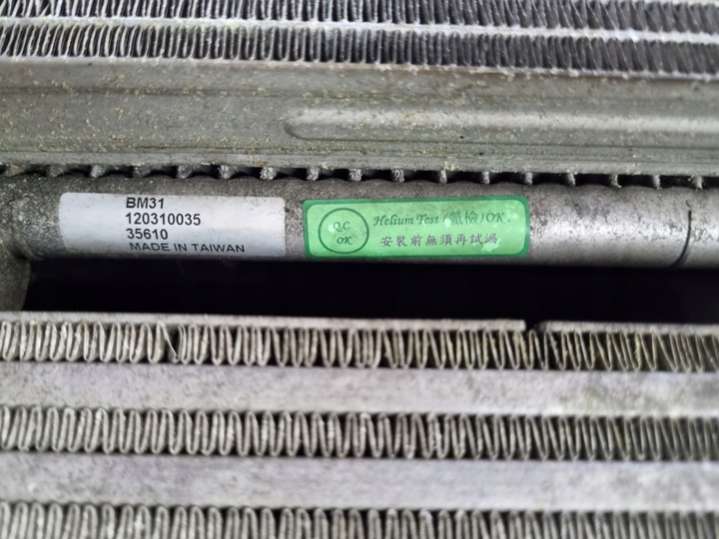 BM31
120310035
35610
MADE IN TAIWAN
QC
OK
Helium Test (氦檢) OK.
安裝前無須再試漏